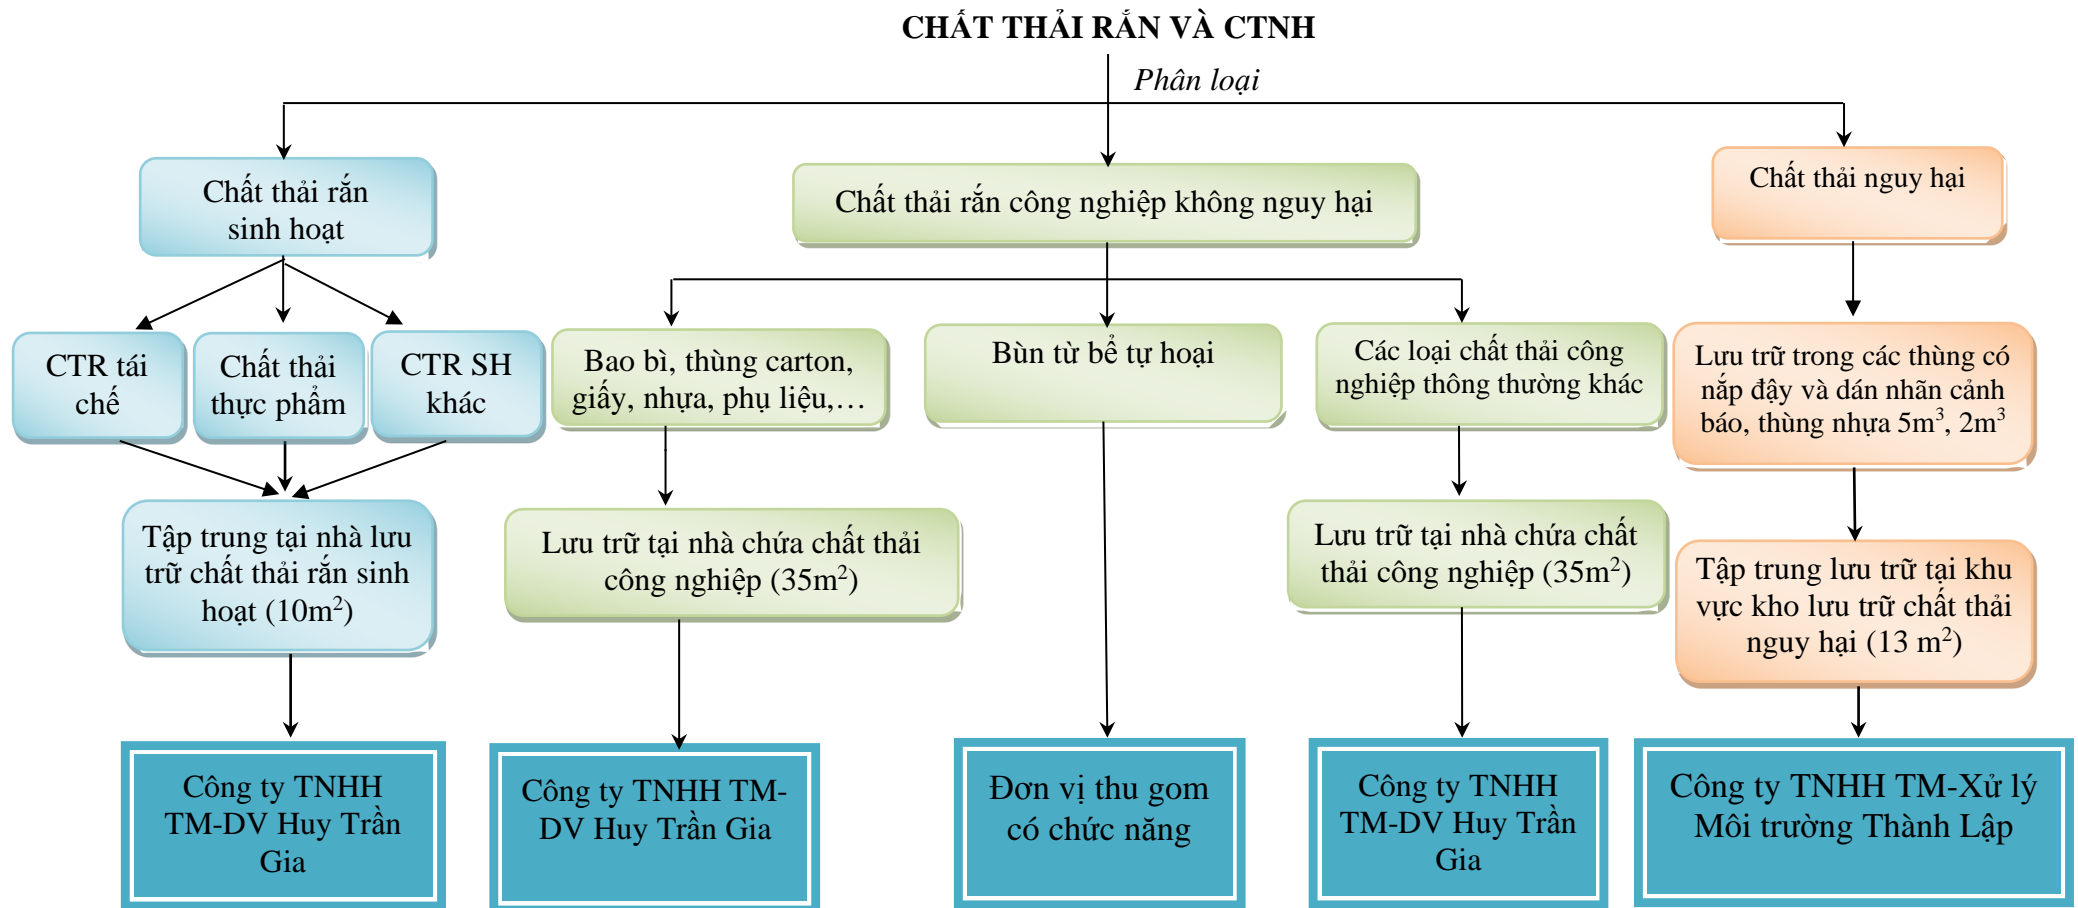 CHẤT THẢI RẮN VÀ CTNH
Phân loại
Chất thải rắn
sinh hoạt
Chất thải rắn công nghiệp không nguy hại
Chất thải nguy hại
CTR tái
chế
Chất thải
thực phẩm
CTR SH
khác
Bao bì, thùng carton,
giấy, nhựa, phụ liệu,…
Bùn từ bể tự hoại
Các loại chất thải công
nghiệp thông thường khác
Lưu trữ trong các thùng có
nắp đậy và dán nhãn cảnh
báo, thùng nhựa 5m³, 2m³
Tập trung tại nhà lưu
trữ chất thải rắn sinh
hoạt (10m²)
Lưu trữ tại nhà chứa chất thải
công nghiệp (35m²)
Lưu trữ tại nhà chứa chất
thải công nghiệp (35m²)
Tập trung lưu trữ tại khu
vực kho lưu trữ chất thải
nguy hại (13 m²)
Công ty TNHH
TM-DV Huy Trần
Gia
Công ty TNHH TM-
DV Huy Trần Gia
Đơn vị thu gom
có chức năng
Công ty TNHH
TM-DV Huy Trần
Gia
Công ty TNHH TM-Xử lý
Môi trường Thành Lập